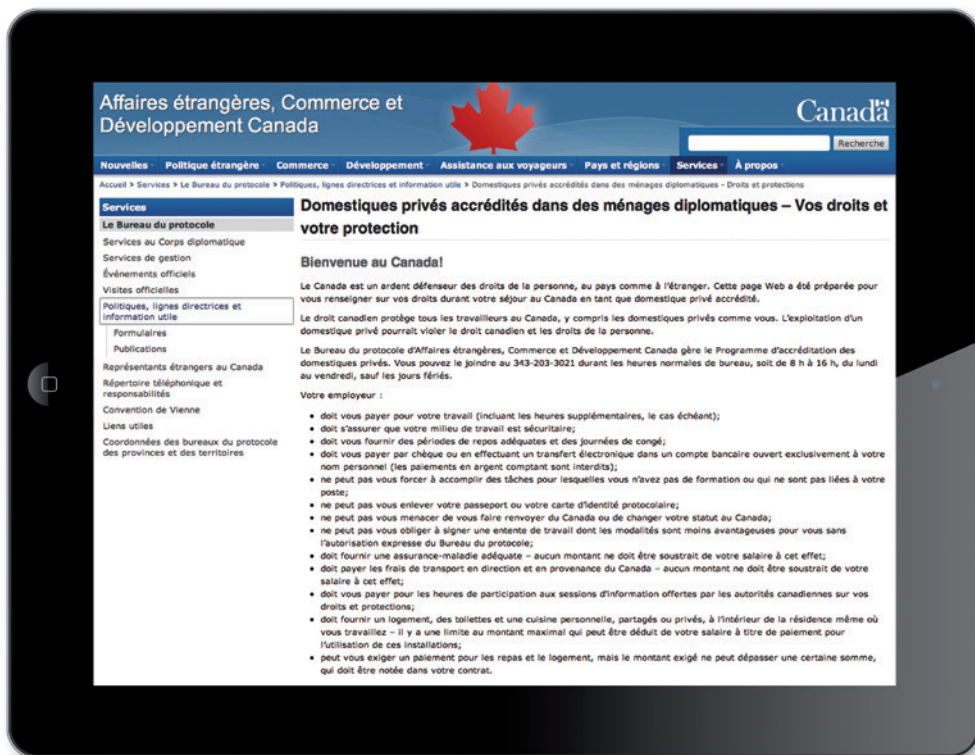 Affaires étrangères, Commerce et
Développement Canada
Canada
Recherche
Nouvelles Politique étrangère Commerce Développement Assistance aux voyageurs Pays et régions Services À propos
Accueil > Services > Le Bureau du protocole > Politiques, lignes directrices et information utile > Domestiques privés accrédités dans des ménages diplomatiques - Droits et protections
Services
Le Bureau du protocole
Services au Corps diplomatique
Services de gestion
Événements officiels
Visites officielles
Politiques, lignes directrices et
information utile
Formulaires
Publications
Représentants étrangers au Canada
Répertoire téléphonique et
responsabilités
Convention de Vienne
Liens utiles
Coordonnées des bureaux du protocole
des provinces et des territoires
Domestiques privés accrédités dans des ménages diplomatiques – Vos droits et
votre protection
Bienvenue au Canada!
Le Canada est un ardent défenseur des droits de la personne, au pays comme à l'étranger. Cette page Web a été préparée pour
vous renseigner sur vos droits durant votre séjour au Canada en tant que domestique privé accrédité.
Le droit canadien protège tous les travailleurs au Canada, y compris les domestiques privés comme vous. L'exploitation d'un
domestique privé pourrait violer le droit canadien et les droits de la personne.
Le Bureau du protocole d'Affaires étrangères, Commerce et Développement Canada gère le Programme d'accréditation des
domestiques privés. Vous pouvez le joindre au 343-203-3021 durant les heures normales de bureau, soit de 8 h à 16 h, du lundi
au vendredi, sauf les jours fériés.
Votre employeur :
• doit vous payer pour votre travail (incluant les heures supplémentaires, le cas échéant);
• doit s'assurer que votre milieu de travail est sécuritaire;
• doit vous fournir des périodes de repos adéquates et des journées de congé;
• doit vous payer par chèque ou en effectuant un transfert électronique dans un compte bancaire ouvert exclusivement à votre
nom personnel (les paiements en argent comptant sont interdits);
• ne peut pas vous forcer à accomplir des tâches pour lesquelles vous n'avez pas de formation ou qui ne sont pas liées à votre
poste;
• ne peut pas vous enlever votre passeport ou votre carte d'identité protocolaire;
• ne peut pas vous menacer de vous faire renvoyer du Canada ou de changer votre statut au Canada;
• ne peut pas vous obliger à signer une entente de travail dont les modalités sont moins avantageuses pour vous sans
l'autorisation expresse du Bureau du protocole;
• doit fournir une assurance-maladie adéquate – aucun montant ne doit être soustrait de votre salaire à cet effet;
• doit payer les frais de transport en direction et en provenance du Canada – aucun montant ne doit être soustrait de votre
salaire à cet effet;
• doit vous payer pour les heures de participation aux sessions d'information offertes par les autorités canadiennes sur vos
droits et protections;
• doit fournir un logement, des toilettes et une cuisine personnelle, partagés ou privés, à l'intérieur de la résidence même où
vous travaillez – il y a une limite au montant maximal qui peut être déduit de votre salaire à titre de paiement pour
l'utilisation de ces installations;
• peut vous exiger un paiement pour les repas et le logement, mais le montant exigé ne peut dépasser une certaine somme,
qui doit être notée dans votre contrat.